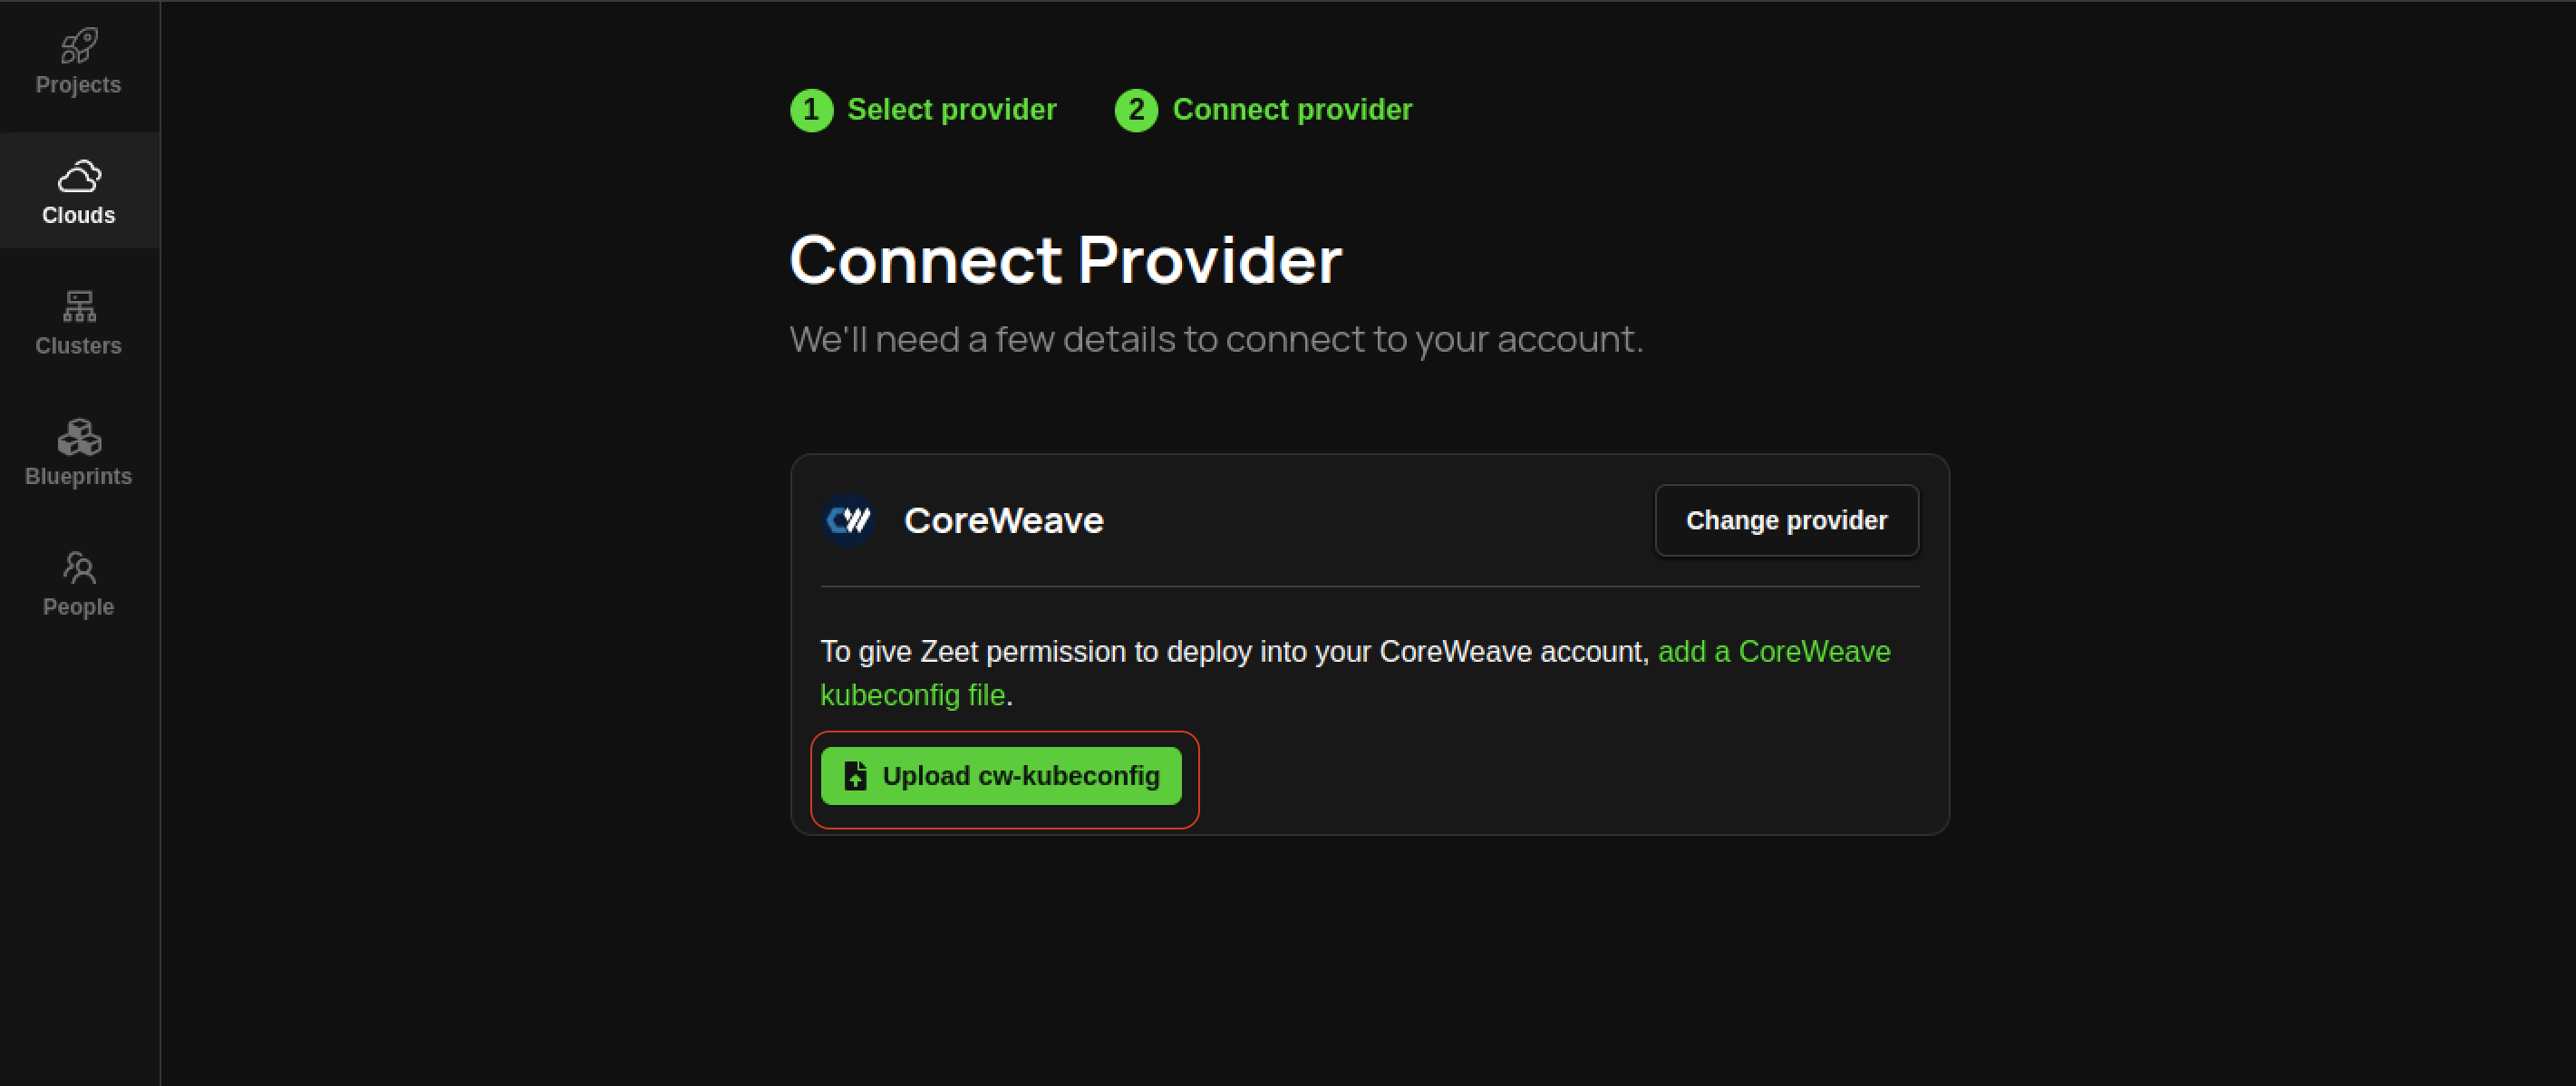 Projects
Clouds
Clusters
Blueprints
People
1 Select provider
2 Connect provider
Connect Provider
We'll need a few details to connect to your account.
CW CoreWeave
Change provider
To give Zeet permission to deploy into your CoreWeave account, add a CoreWeave
kubeconfig file.
Upload cw-kubeconfig